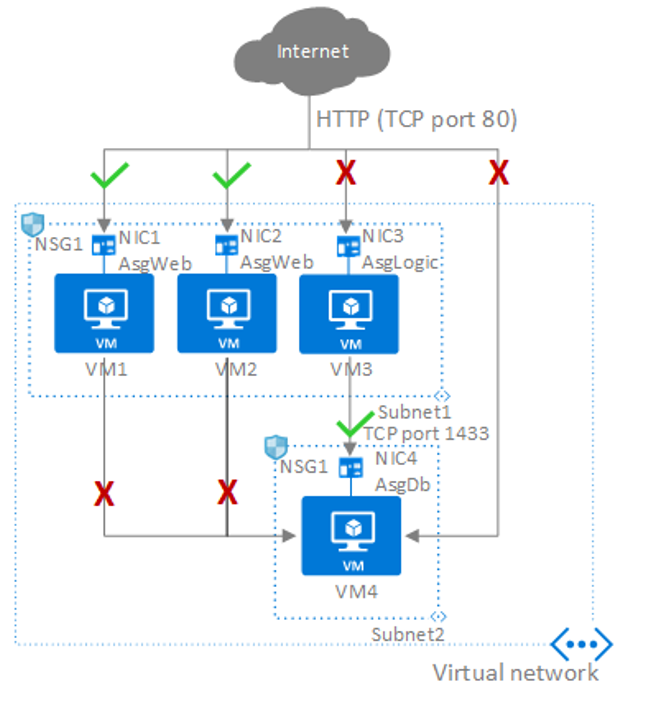 Internet
HTTP (TCP port 80)
X
X
NSG1
NIC1
AsgWeb
NIC2
AsgWeb
NIC3
AsgLogic
VM
VM
VM
VM1
VM2
VM3
Subnet1
TCP port 1433
NSG1
NIC4
AsgDb
X
X
VM
VM4
Subnet2
Virtual network